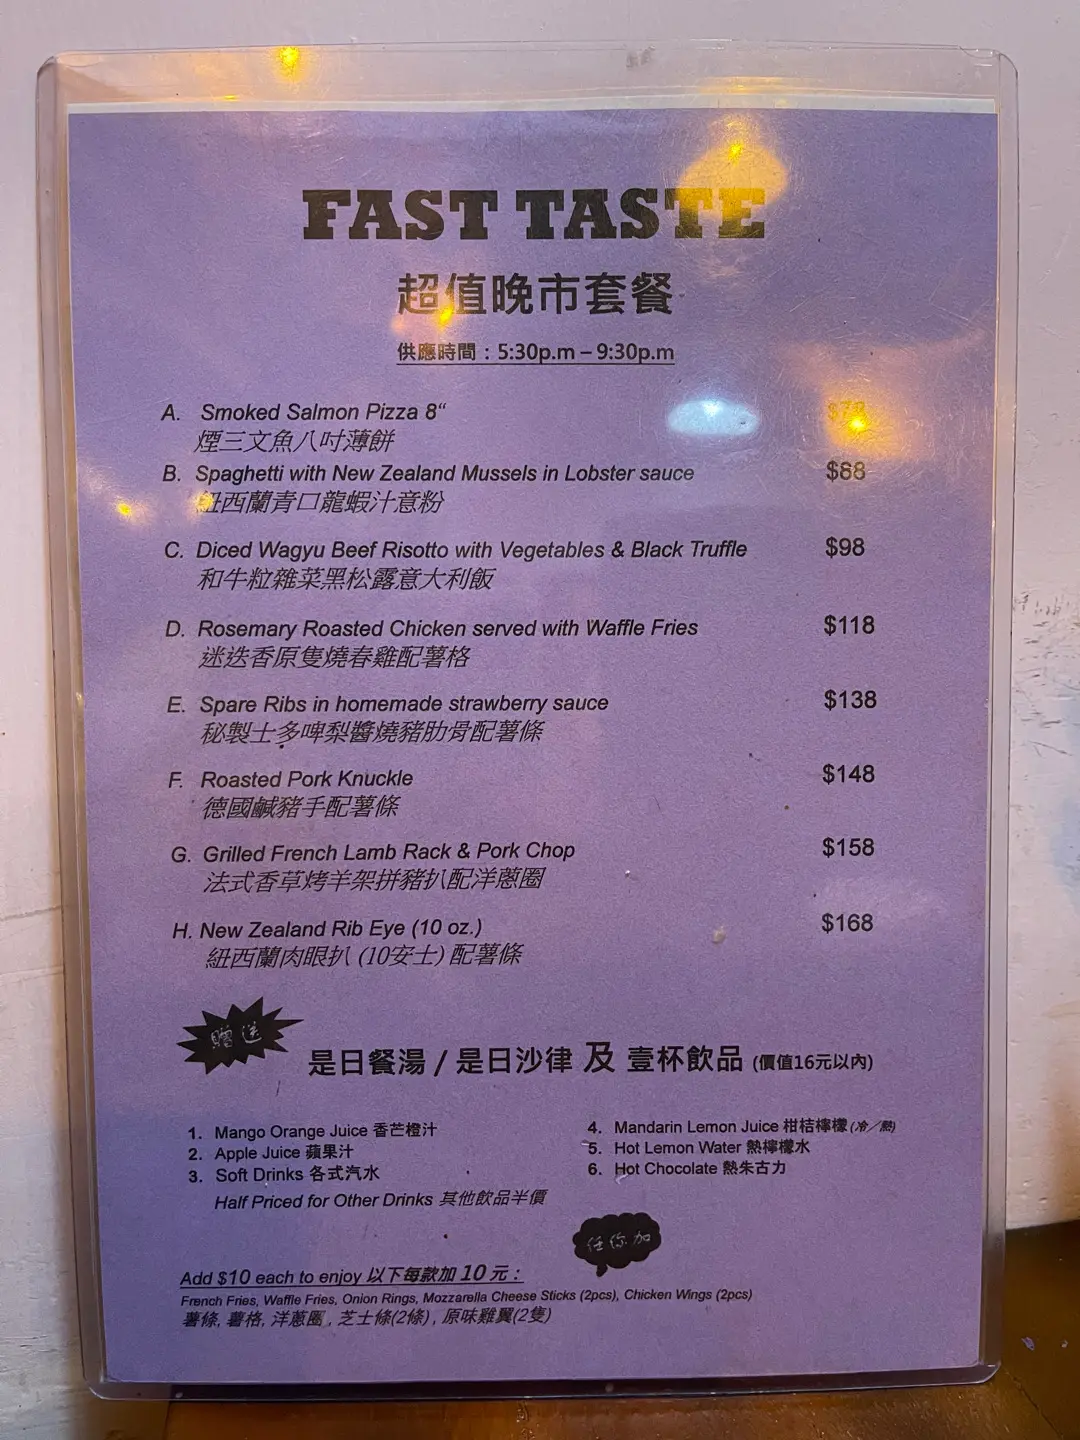 FAST TASTE
超值晚市套餐
供應時間：5:30p.m – 9:30p.m
A. Smoked Salmon Pizza 8“ $78
煙三文魚八吋薄餅
B. Spaghetti with New Zealand Mussels in Lobster sauce $88
紐西蘭青口龍蝦汁意粉
C. Diced Wagyu Beef Risotto with Vegetables & Black Truffle $98
和牛粒雜菜黑松露意大利飯
D. Rosemary Roasted Chicken served with Waffle Fries $118
迷迭香原隻燒春雞配薯格
E. Spare Ribs in homemade strawberry sauce $138
秘製士多啤梨醬燒豬肋骨配薯條
F. Roasted Pork Knuckle $148
德國鹹豬手配薯條
G. Grilled French Lamb Rack & Pork Chop $158
法式香草烤羊架拼豬扒配洋蔥圈
H. New Zealand Rib Eye (10 oz.) $168
紐西蘭肉眼扒 (10安士) 配薯條
贈送
是日餐湯 / 是日沙律 及 壹杯飲品 (價值16元以內)
1. Mango Orange Juice 香芒橙汁
2. Apple Juice 蘋果汁
3. Soft Drinks 各式汽水
Half Priced for Other Drinks 其他飲品半價
4. Mandarin Lemon Juice 柑桔檸檬 (冷／熱)
5. Hot Lemon Water 熱檸檬水
6. Hot Chocolate 熱朱古力
任你加
Add $10 each to enjoy 以下每款加 10 元：
French Fries, Waffle Fries, Onion Rings, Mozzarella Cheese Sticks (2pcs), Chicken Wings (2pcs)
薯條, 薯格, 洋蔥圈 , 芝士條(2條) , 原味雞翼(2隻)